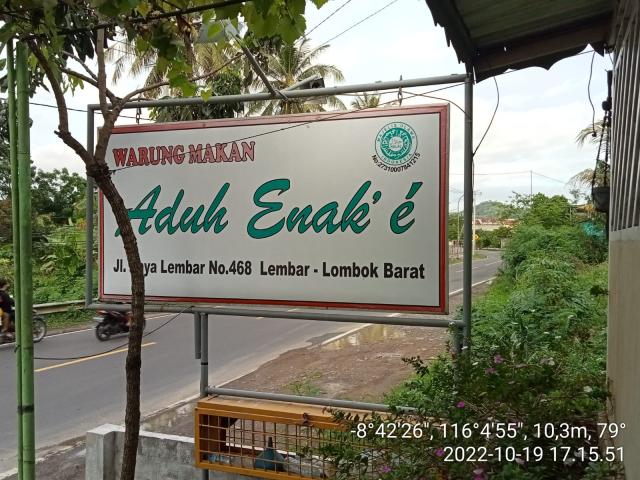 WARUNG MAKAN
Aduh Enak'é
Jl. Raya Lembar No.468 Lembar - Lombok Barat
-8°42'26", 116°4'55", 10,3m, 79°
2022-10-19 17.15.51